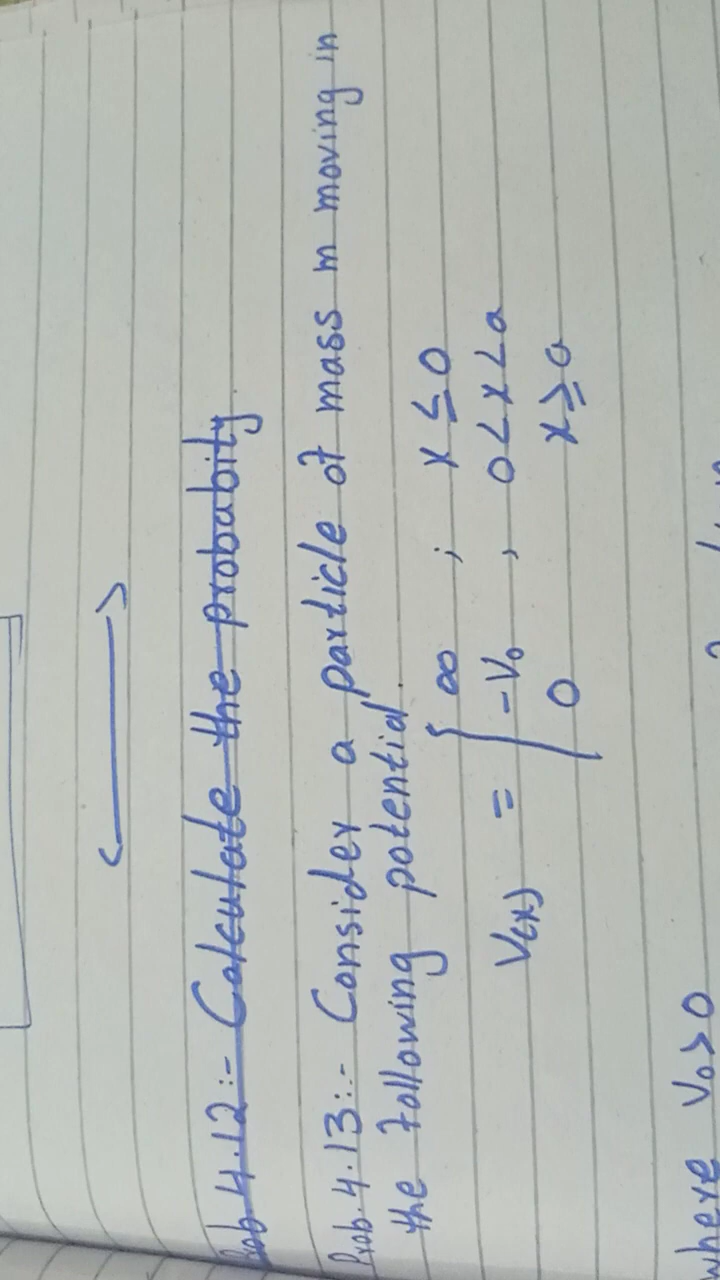 Prob 4.12:- Calculate the probabity.
Prob. 4.13:- Consider a particle of mass m moving in
the following potential.
V(x) = { ∞ ; x ≤ 0
-V₀ , 0 < x < a
0 x ≥ a
where V₀ > 0